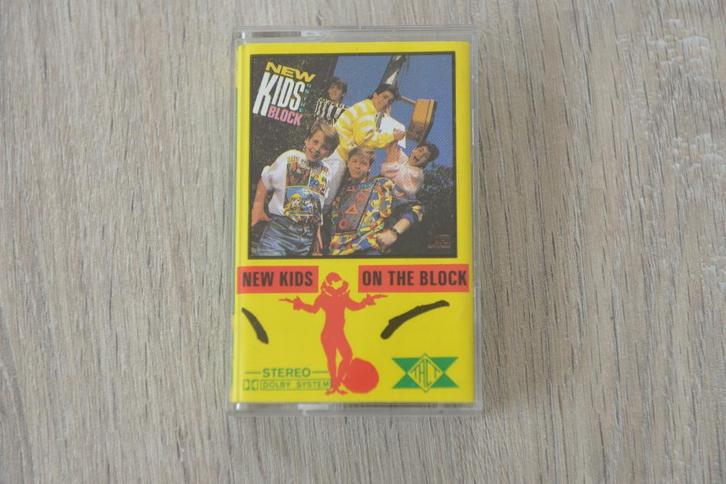 NEW
KIDS
BLOCK
NEW KIDS ON THE BLOCK
STEREO
DOLBY SYSTEM